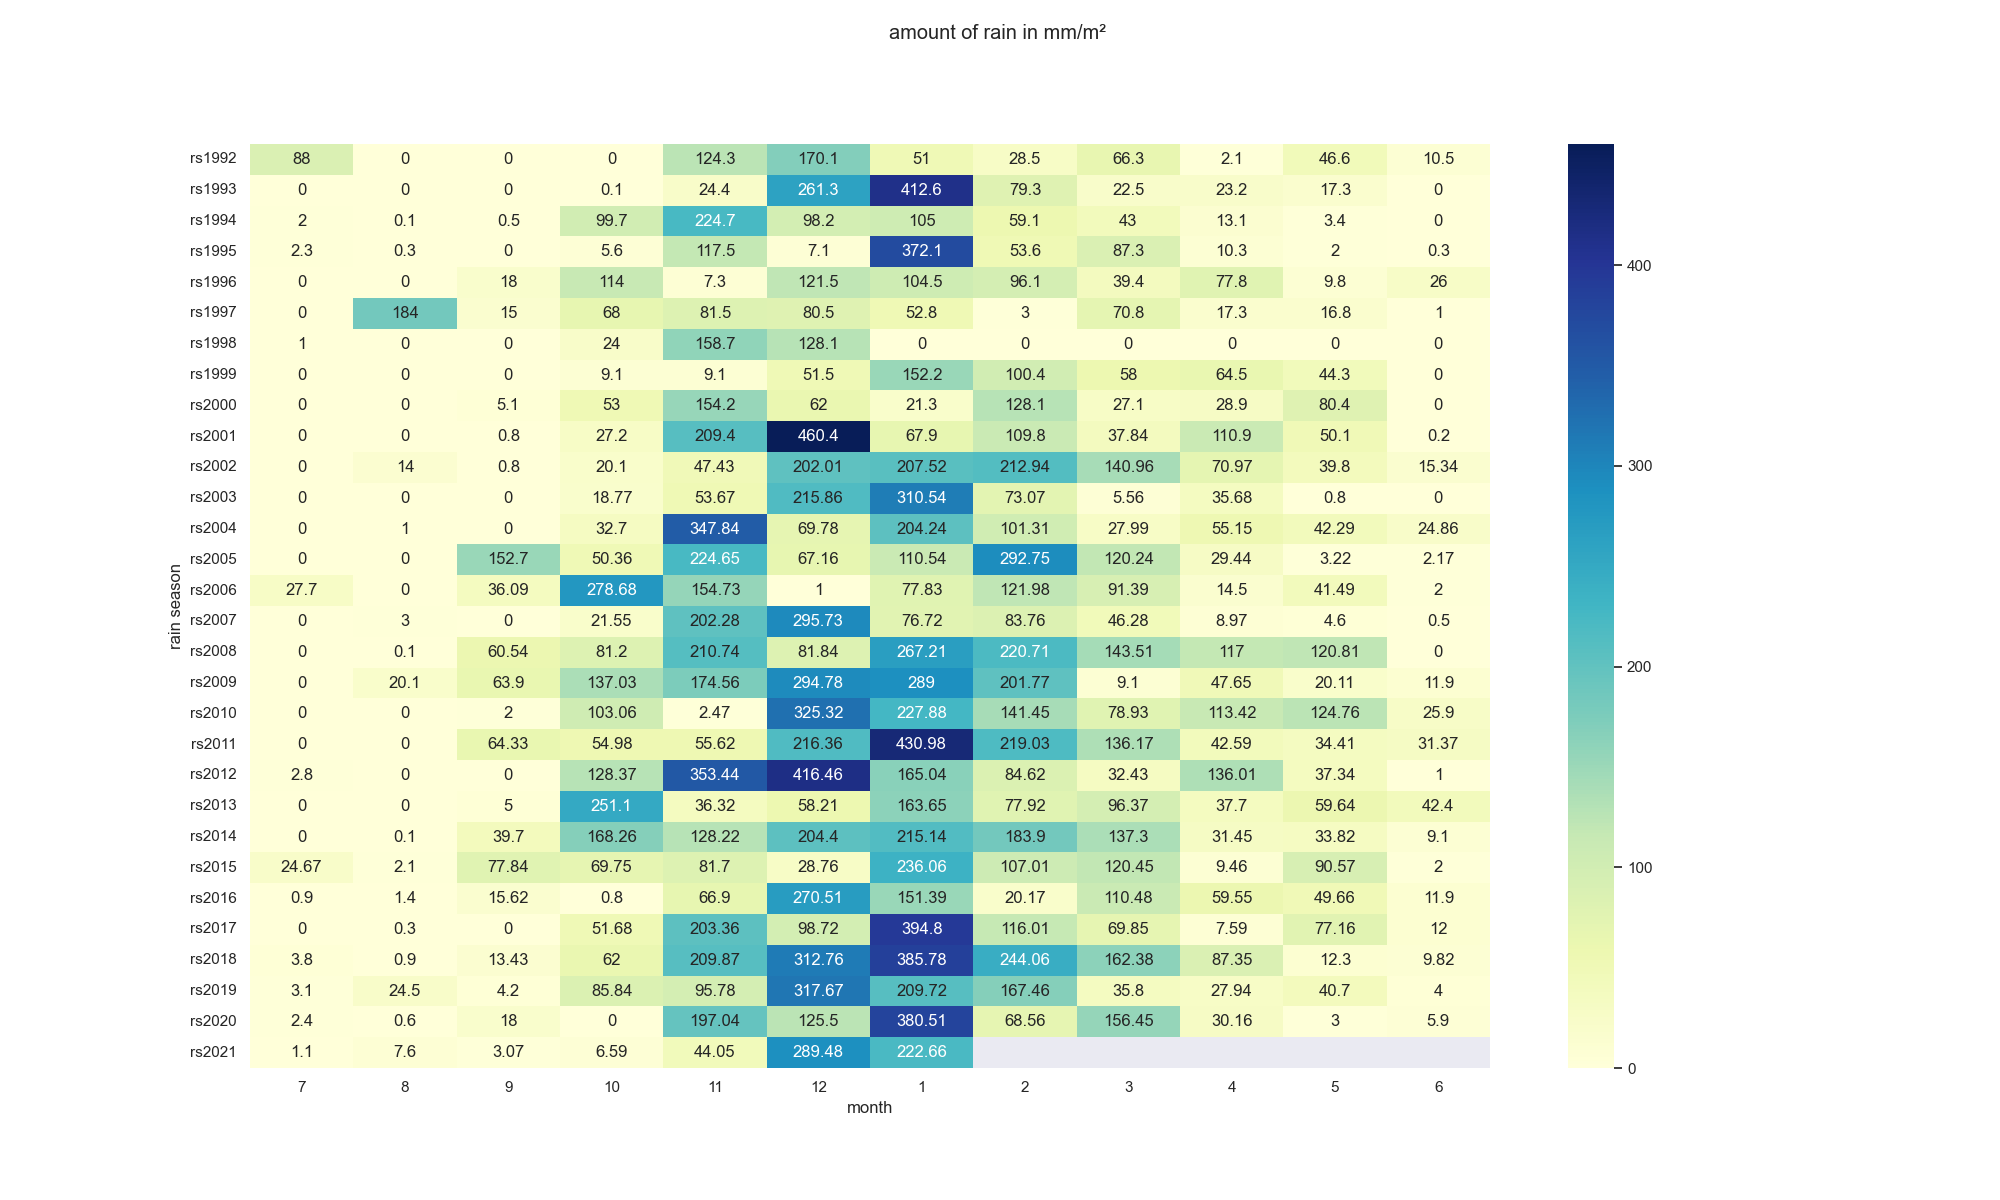 amount of rain in mm/m²
rs1992 88 0 0 0 124.3 170.1 51 28.5 66.3 2.1 46.6 10.5
rs1993 0 0 0 0.1 24.4 261.3 412.6 79.3 22.5 23.2 17.3 0
rs1994 2 0.1 0.5 99.7 224.7 98.2 105 59.1 43 13.1 3.4 0
rs1995 2.3 0.3 0 5.6 117.5 7.1 372.1 53.6 87.3 10.3 2 0.3
rs1996 0 0 18 114 7.3 121.5 104.5 96.1 39.4 77.8 9.8 26
rs1997 0 184 15 68 81.5 80.5 52.8 3 70.8 17.3 16.8 1
rs1998 1 0 0 24 158.7 128.1 0 0 0 0 0 0
rs1999 0 0 0 9.1 9.1 51.5 152.2 100.4 58 64.5 44.3 0
rs2000 0 0 5.1 53 154.2 62 21.3 128.1 27.1 28.9 80.4 0
rs2001 0 0 0.8 27.2 209.4 460.4 67.9 109.8 37.84 110.9 50.1 0.2
rs2002 0 14 0.8 20.1 47.43 202.01 207.52 212.94 140.96 70.97 39.8 15.34
rs2003 0 0 0 18.77 53.67 215.86 310.54 73.07 5.56 35.68 0.8 0
rs2004 0 1 0 32.7 347.84 69.78 204.24 101.31 27.99 55.15 42.29 24.86
rs2005 0 0 152.7 50.36 224.65 67.16 110.54 292.75 120.24 29.44 3.22 2.17
rs2006 27.7 0 36.09 278.68 154.73 1 77.83 121.98 91.39 14.5 41.49 2
rs2007 0 3 0 21.55 202.28 295.73 76.72 83.76 46.28 8.97 4.6 0.5
rs2008 0 0.1 60.54 81.2 210.74 81.84 267.21 220.71 143.51 117 120.81 0
rs2009 0 20.1 63.9 137.03 174.56 294.78 289 201.77 9.1 47.65 20.11 11.9
rs2010 0 0 2 103.06 2.47 325.32 227.88 141.45 78.93 113.42 124.76 25.9
rs2011 0 0 64.33 54.98 55.62 216.36 430.98 219.03 136.17 42.59 34.41 31.37
rs2012 2.8 0 0 128.37 353.44 416.46 165.04 84.62 32.43 136.01 37.34 1
rs2013 0 0 5 251.1 36.32 58.21 163.65 77.92 96.37 37.7 59.64 42.4
rs2014 0 0.1 39.7 168.26 128.22 204.4 215.14 183.9 137.3 31.45 33.82 9.1
rs2015 24.67 2.1 77.84 69.75 81.7 28.76 236.06 107.01 120.45 9.46 90.57 2
rs2016 0.9 1.4 15.62 0.8 66.9 270.51 151.39 20.17 110.48 59.55 49.66 11.9
rs2017 0 0.3 0 51.68 203.36 98.72 394.8 116.01 69.85 7.59 77.16 12
rs2018 3.8 0.9 13.43 62 209.87 312.76 385.78 244.06 162.38 87.35 12.3 9.82
rs2019 3.1 24.5 4.2 85.84 95.78 317.67 209.72 167.46 35.8 27.94 40.7 4
rs2020 2.4 0.6 18 0 197.04 125.5 380.51 68.56 156.45 30.16 3 5.9
rs2021 1.1 7.6 3.07 6.59 44.05 289.48 222.66
7 8 9 10 11 12 1 2 3 4 5 6
month
rain season
400
300
200
100
0